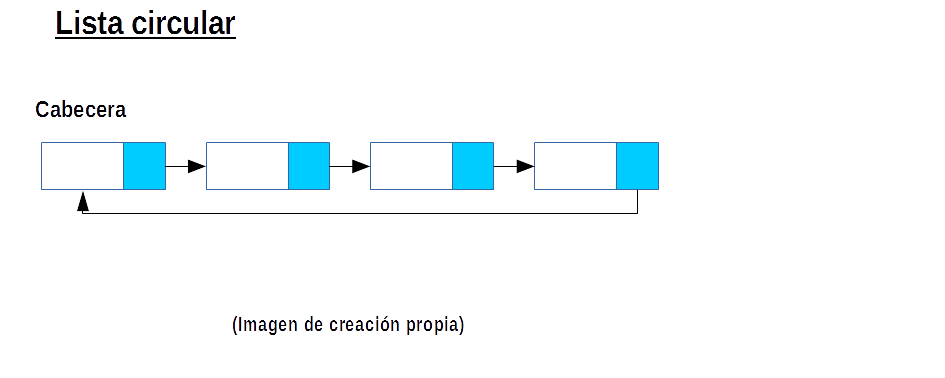 Lista circular
Cabecera
(Imagen de creación propia)